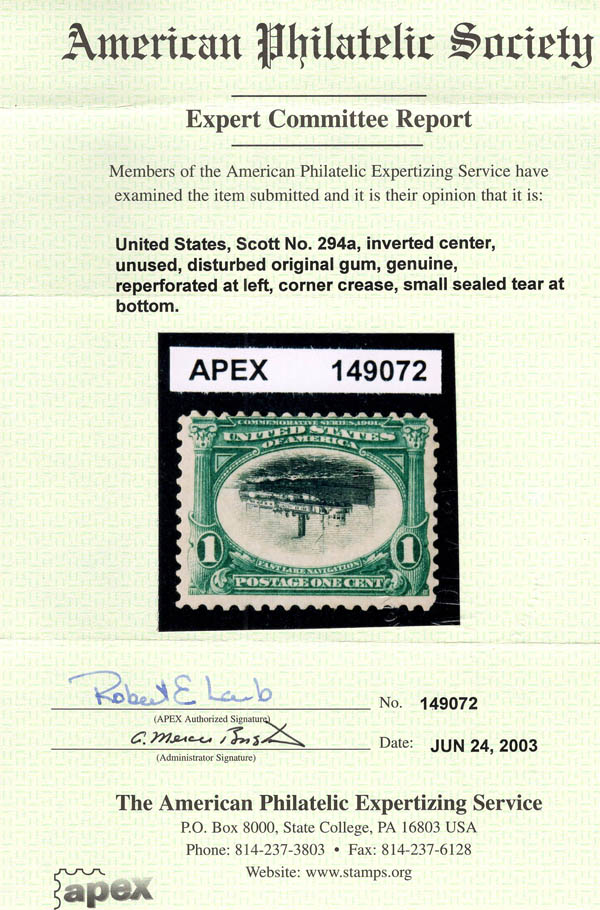 American Philatelic Society
Expert Committee Report
Members of the American Philatelic Expertizing Service have
examined the item submitted and it is their opinion that it is:
United States, Scott No. 294a, inverted center,
unused, disturbed original gum, genuine,
reperforated at left, corner crease, small sealed tear at
bottom.
APEX 149072
COMMEMORATIVE SERIES, 1901.
UNITED STATES
OF AMERICA
1 1
FAST LAKE NAVIGATION
POSTAGE ONE CENT
Robert E Lamb
No. 149072
(APEX Authorized Signature)
G. Mercer
Date: JUN 24, 2003
(Administrator Signature)
The American Philatelic Expertizing Service
P.O. Box 8000, State College, PA 16803 USA
Phone: 814-237-3803 • Fax: 814-237-6128
Website: www.stamps.org
apex